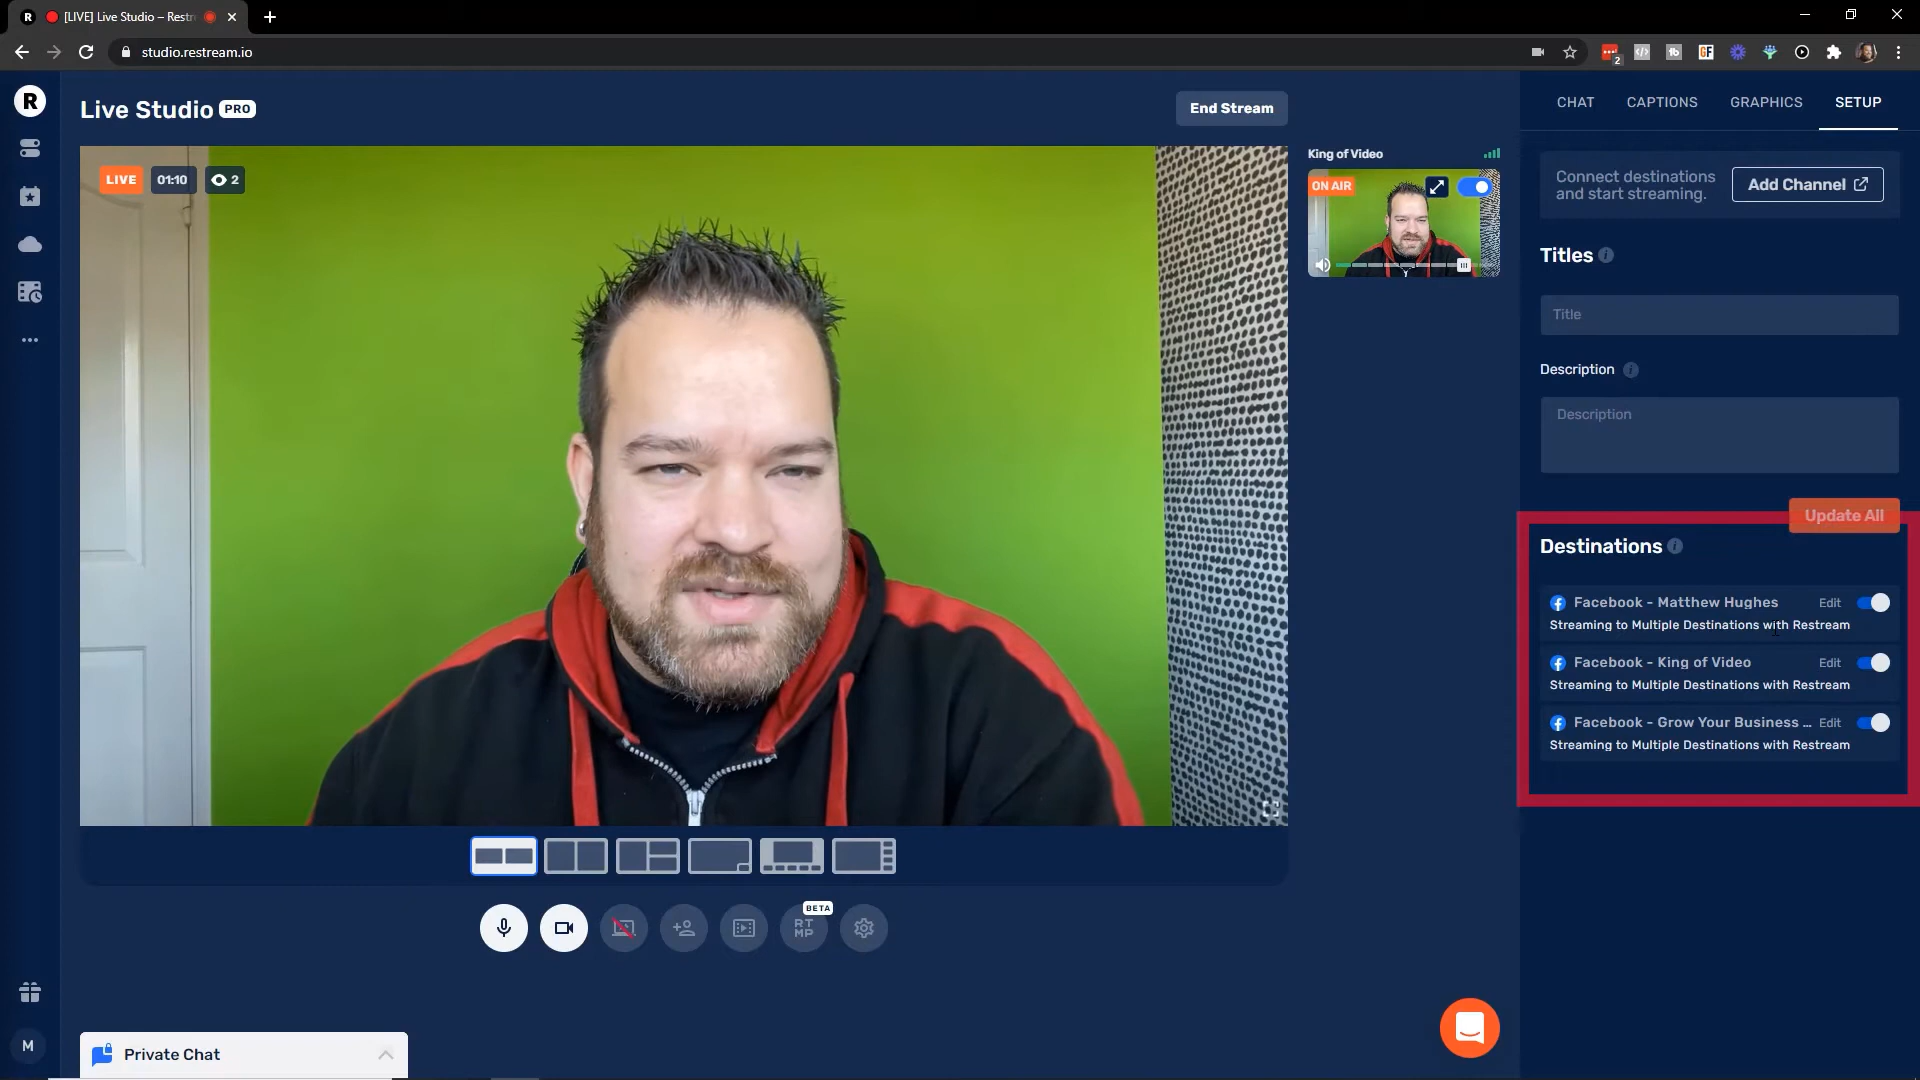 [LIVE] Live Studio – Restr
studio.restream.io
2
R
Live Studio PRO
End Stream
LIVE 01:10 2
King of Video
ON AIR
CHAT CAPTIONS GRAPHICS SETUP
Connect destinations
and start streaming.
Add Channel
Titles
Title
Description
Description
Update All
Destinations
Facebook - Matthew Hughes Edit
Streaming to Multiple Destinations with Restream
Facebook - King of Video Edit
Streaming to Multiple Destinations with Restream
Facebook - Grow Your Business ... Edit
Streaming to Multiple Destinations with Restream
BETA
RT
MP
M
Private Chat